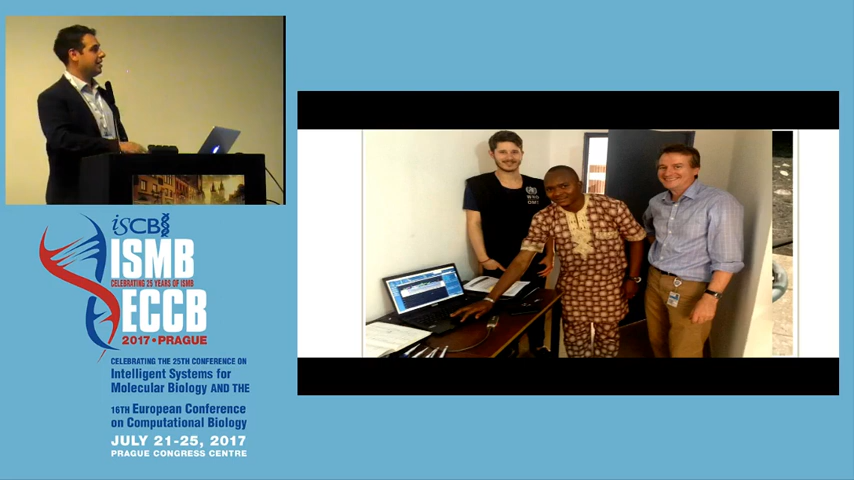 iSCB
ISMB
CELEBRATING 25 YEARS OF ISMB
ECCB
2017 • PRAGUE
CELEBRATING THE 25TH CONFERENCE ON
Intelligent Systems for
Molecular Biology AND THE
16TH European Conference
on Computational Biology
JULY 21-25, 2017
PRAGUE CONGRESS CENTRE
OMS